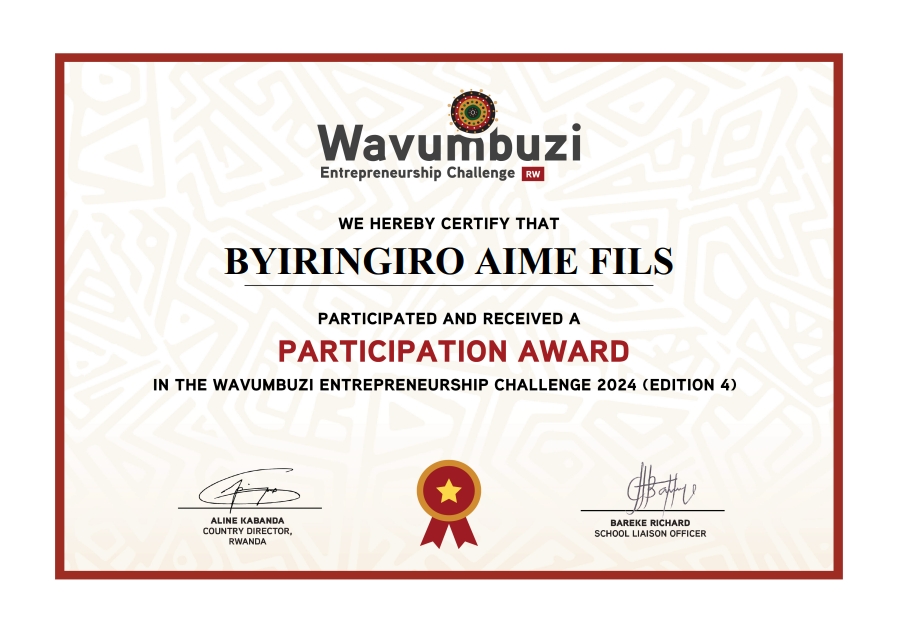 Wavumbuzi
Entrepreneurship Challenge RW
WE HEREBY CERTIFY THAT
BYIRINGIRO AIME FILS
PARTICIPATED AND RECEIVED A
PARTICIPATION AWARD
IN THE WAVUMBUZI ENTREPRENEURSHIP CHALLENGE 2024 (EDITION 4)
ALINE KABANDA
COUNTRY DIRECTOR,
RWANDA
BAREKE RICHARD
SCHOOL LIAISON OFFICER